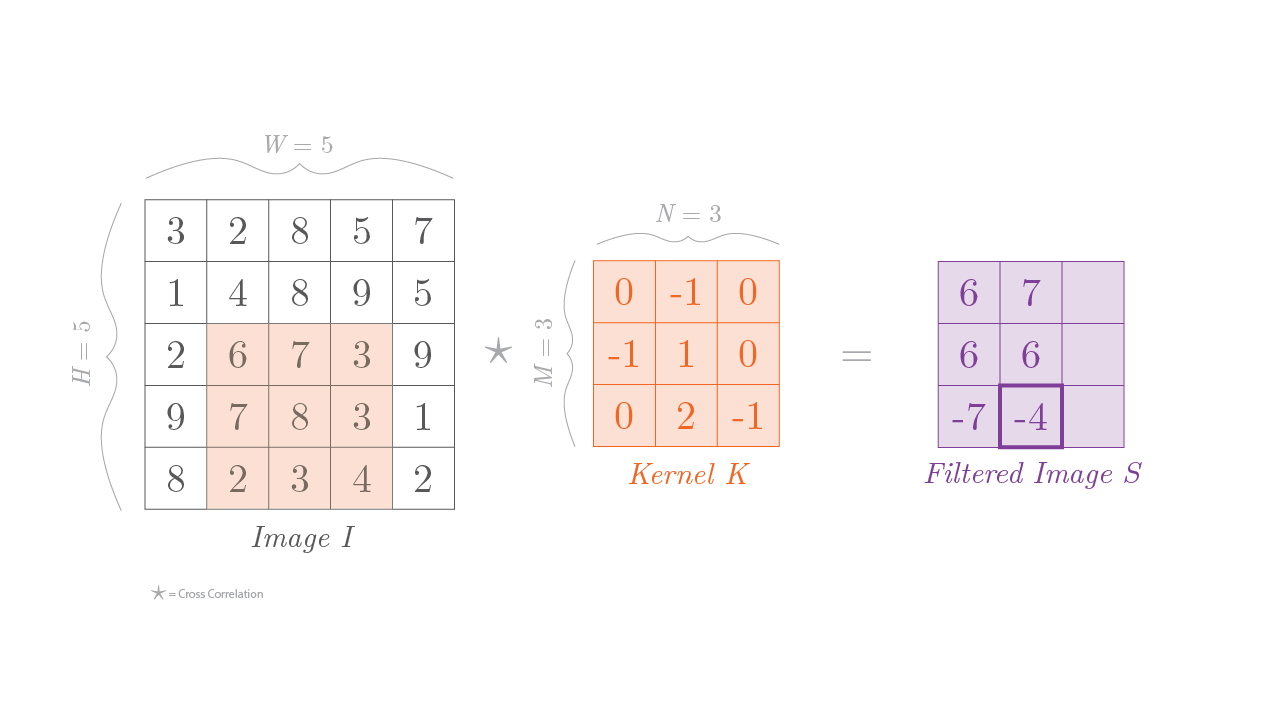 W = 5
H = 5
3 2 8 5 7
1 4 8 9 5
2 6 7 3 9
9 7 8 3 1
8 2 3 4 2
Image I
★
N = 3
M = 3
0 -1 0
-1 1 0
0 2 -1
Kernel K
=
6 7
6 6
-7 -4
Filtered Image S
★ = Cross Correlation